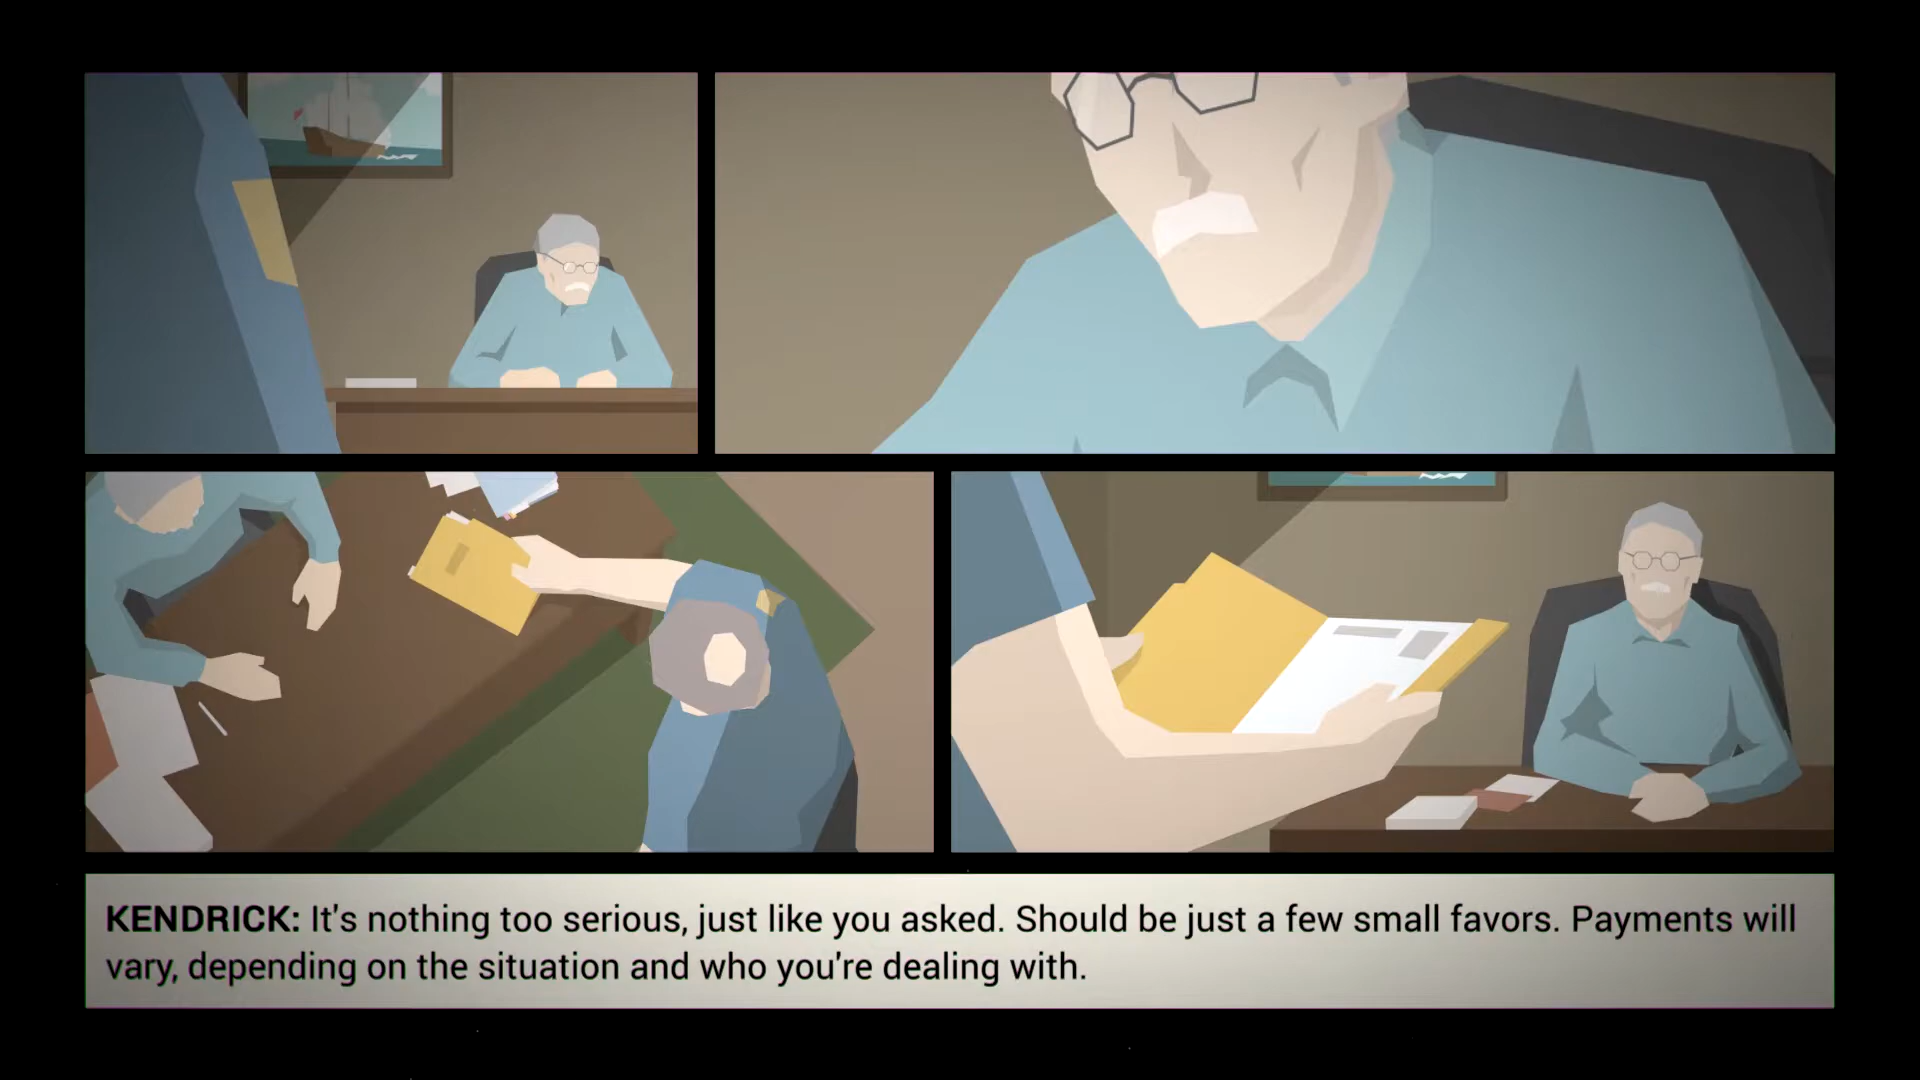 KENDRICK: It's nothing too serious, just like you asked. Should be just a few small favors. Payments will
vary, depending on the situation and who you're dealing with.